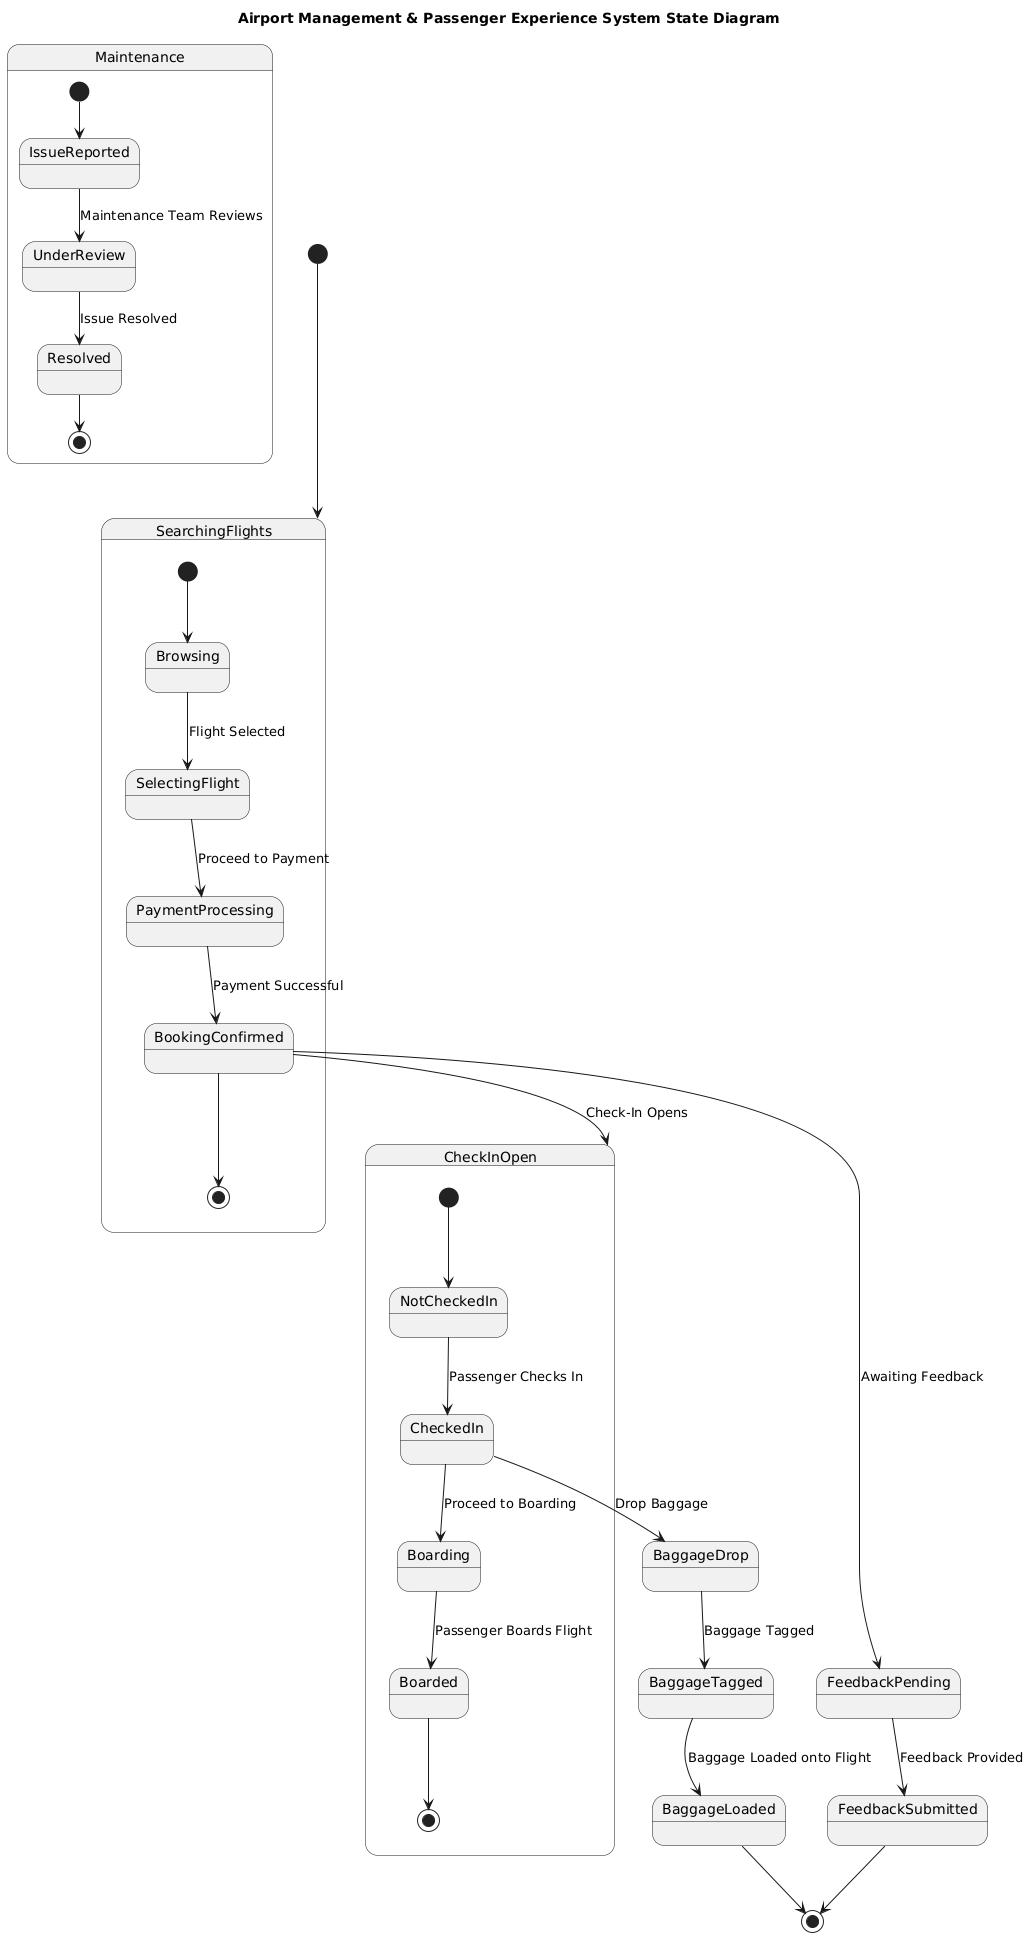 Airport Management & Passenger Experience System State Diagram
Maintenance
IssueReported
Maintenance Team Reviews
UnderReview
Issue Resolved
Resolved
SearchingFlights
Browsing
Flight Selected
SelectingFlight
Proceed to Payment
PaymentProcessing
Payment Successful
BookingConfirmed
Check-In Opens
CheckInOpen
NotCheckedIn
Passenger Checks In
Awaiting Feedback
CheckedIn
Proceed to Boarding
Drop Baggage
Boarding
BaggageDrop
Passenger Boards Flight
Baggage Tagged
Boarded
BaggageTagged
FeedbackPending
Baggage Loaded onto Flight
Feedback Provided
BaggageLoaded
FeedbackSubmitted